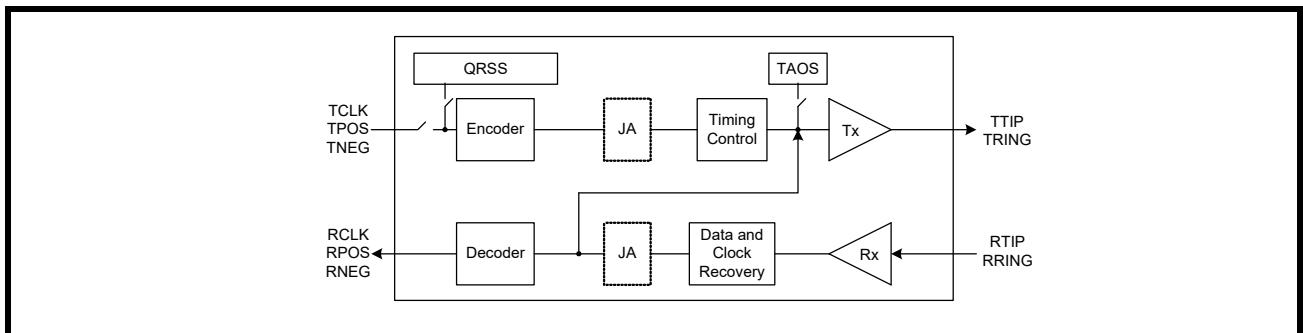 QRSS
TAOS
TCLK
TPOS
TNEG
Encoder
JA
Timing
Control
Tx
TTIP
TRING
RCLK
RPOS
RNEG
Decoder
JA
Data and
Clock
Recovery
Rx
RTIP
RRING